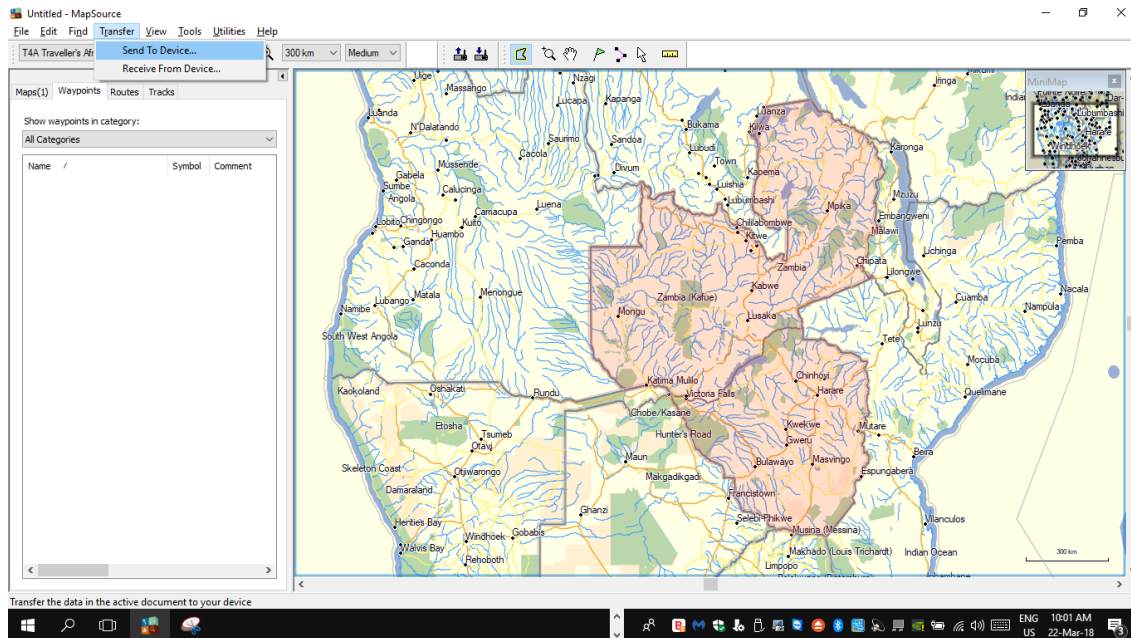 Untitled - MapSource
File Edit Find Transfer View Tools Utilities Help
T4A Traveller's Afr
300 km
Medium
Send To Device...
Receive From Device...
Maps(1) Waypoints Routes Tracks
Show waypoints in category:
All Categories
Name / Symbol Comment
MiniMap
Lubumbashi
Harare
Windhoek
Johannesbu
Uige
Massango
Nzagi
Lucapa
Kapanga
Luanda
N'Dalatando
Saurimo
Sandoa
Bukama
Luanza
Kilwa
Iringa
Cacola
Lubudi
Karonga
Mussende
Divum
Town
Kapema
Gabela
Sumbe
Calucinga
Luishia
Angola
Luena
Lubumbashi
Mpika
Mzuzu
Camacupa
Embangweni
Lobito
Chingongo
Kuito
Chililabombwe
Malawi
Huambo
Ganda
Kitwe
Pemba
Lichinga
Caconda
Zambia
Chipata
Lilongwe
Menongue
Kabwe
Nacala
Lubango
Matala
Zambia (Kafue)
Cuamba
Namibe
Mongu
Lusaka
Nampula
Lunzu
South West Angola
Tete
Mocuba
Chinhoyi
Katima Mulilo
Harare
Kaokoland
Oshakati
Rundu
Victoria Falls
Quelimane
Chobe/Kasane
Etosha
Kwekwe
Mutare
Tsumeb
Hunter's Road
Gweru
Otavi
Beira
Maun
Bulawayo
Masvingo
Skeleton Coast
Otjiwarongo
Makgadikgadi
Espungabera
Damaraland
Francistown
Ghanzi
Henties Bay
Selebi-Phikwe
Vilanculos
Gobabis
Musina (Messina)
Windhoek
Walvis Bay
Makhado (Louis Trichardt)
Indian Ocean
Rehoboth
Limpopo
300 km
Transfer the data in the active document to your device
ENG
US
10:01 AM
22-Mar-18
3